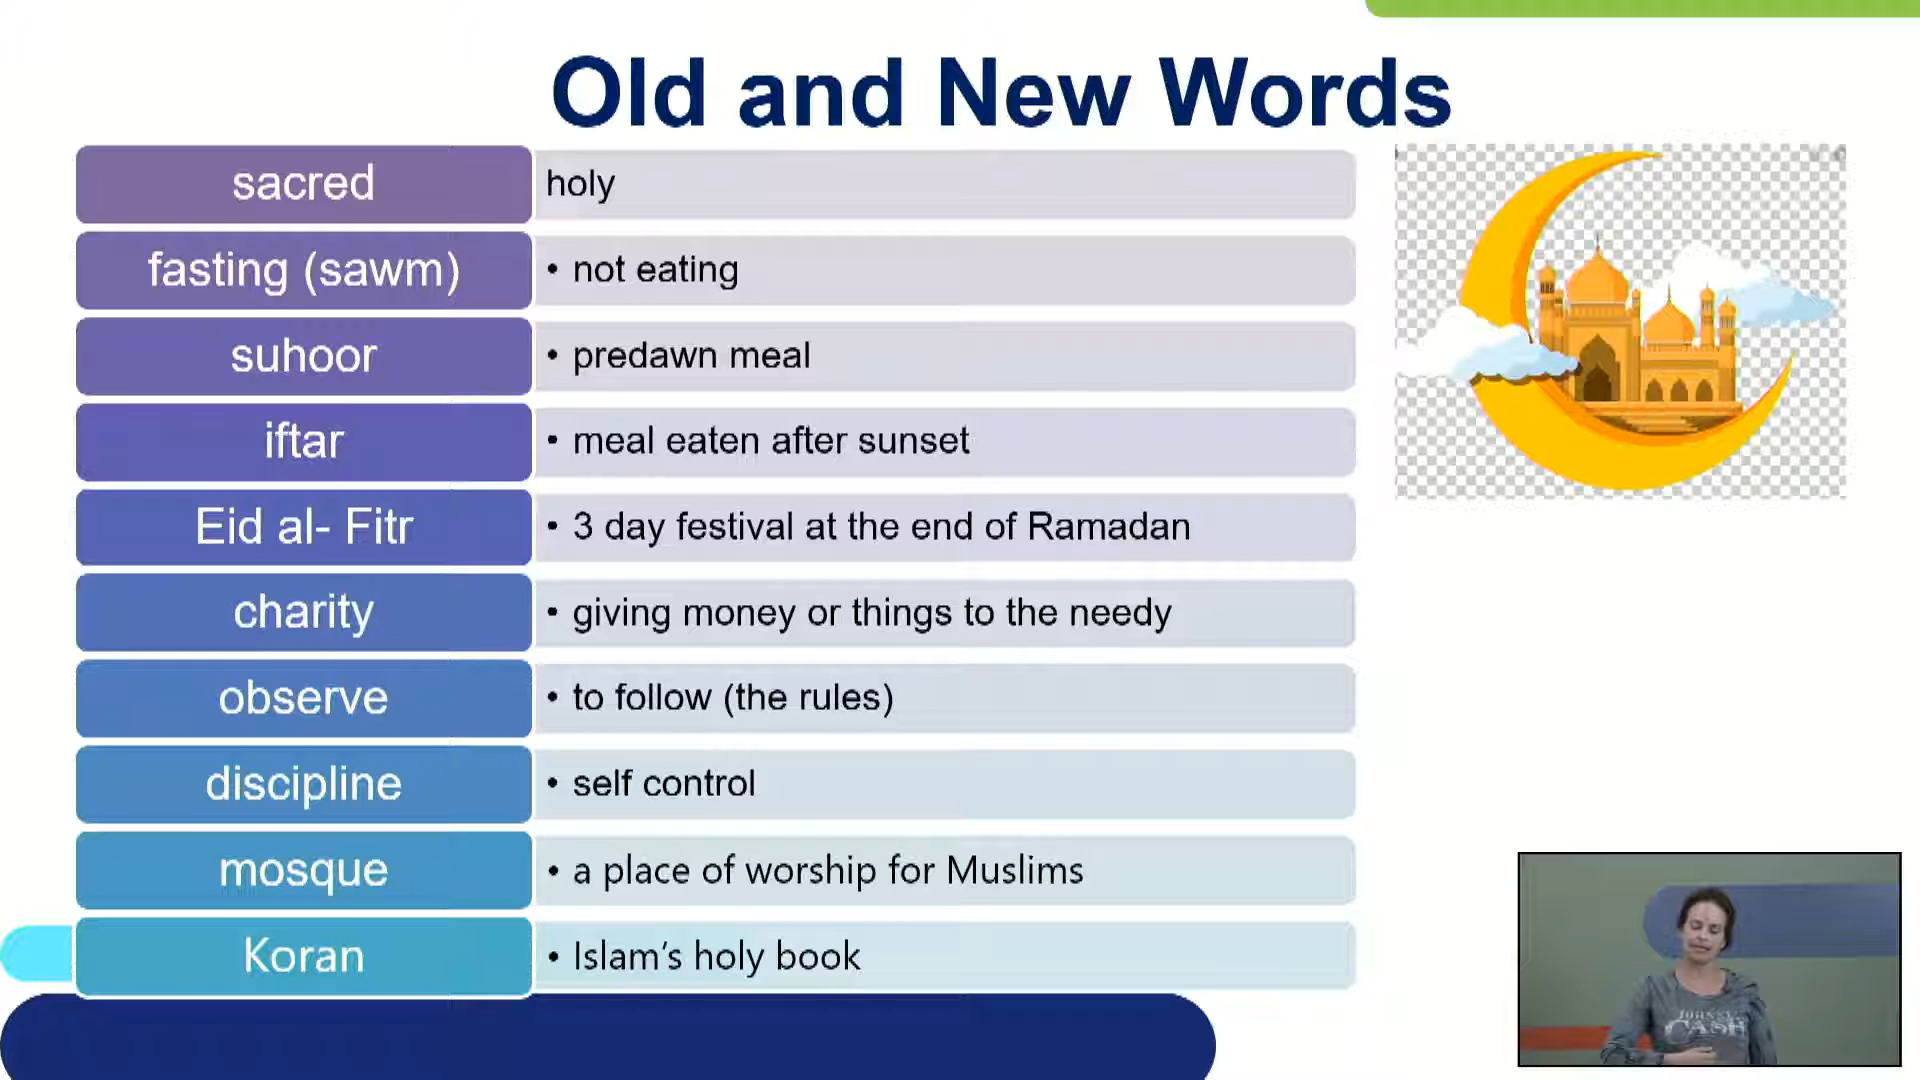 Old and New Words
sacred
holy
fasting (sawm)
• not eating
suhoor
• predawn meal
iftar
• meal eaten after sunset
Eid al- Fitr
• 3 day festival at the end of Ramadan
charity
• giving money or things to the needy
observe
• to follow (the rules)
discipline
• self control
mosque
• a place of worship for Muslims
Koran
• Islam’s holy book
JOHNNY
CASH